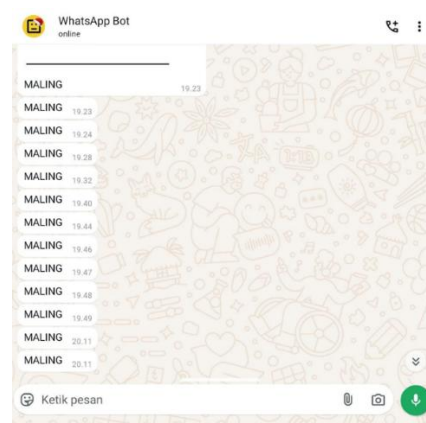 WhatsApp Bot
online
MALING 19.23
MALING 19.23
MALING 19.24
MALING 19.28
MALING 19.32
MALING 19.40
MALING 19.44
MALING 19.46
MALING 19.47
MALING 19.48
MALING 19.49
MALING 20.11
MALING 20.11
Ketik pesan